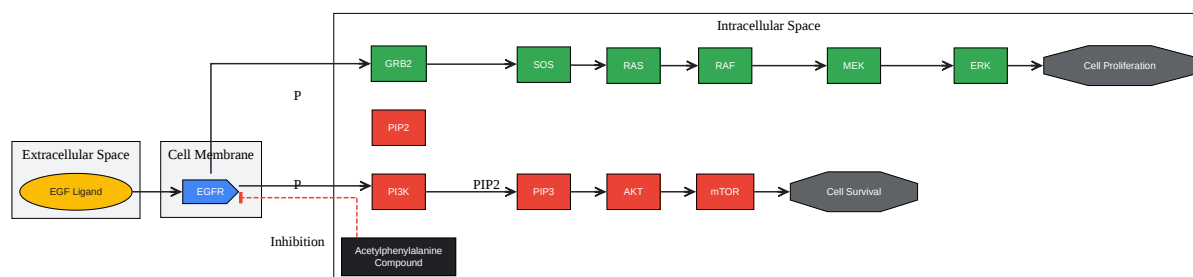 Intracellular Space
GRB2
SOS
RAS
RAF
MEK
ERK
Cell Proliferation
P
PIP2
Extracellular Space
Cell Membrane
EGF Ligand
EGFR
P
PI3K
PIP2
PIP3
AKT
mTOR
Cell Survival
Inhibition
Acetylphenylalanine
Compound